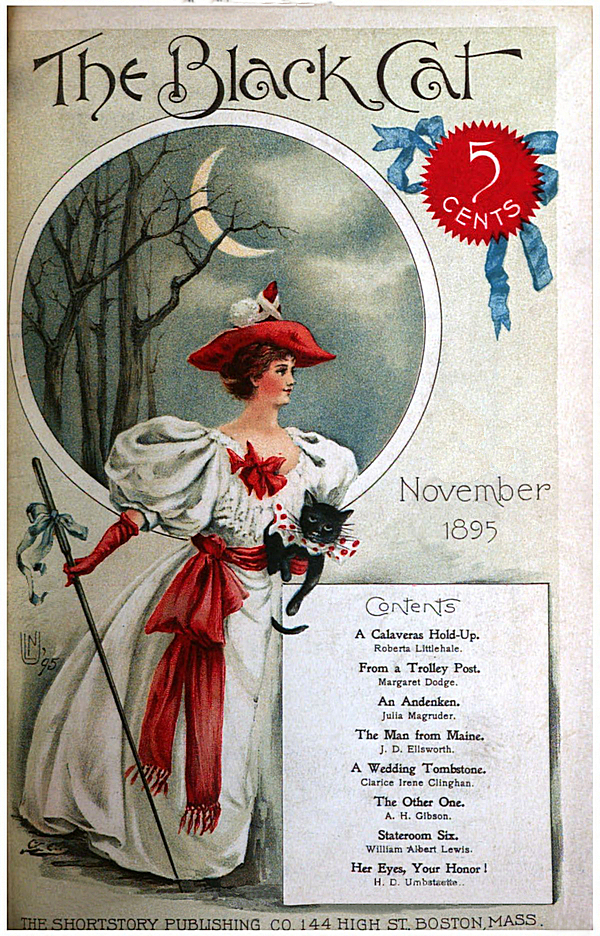 The Black Cat
5
CENTS
November
1895
Contents
A Calaveras Hold-Up.
Roberta Littlehale.
From a Trolley Post.
Margaret Dodge.
An Andenken.
Julia Magruder.
The Man from Maine.
J. D. Ellsworth.
A Wedding Tombstone.
Clarice Irene Clinghan.
The Other One.
A. H. Gibson.
Stateroom Six.
William Albert Lewis.
Her Eyes, Your Honor!
H. D. Umbstaette.
'95
THE SHORTSTORY PUBLISHING CO. 144 HIGH ST. BOSTON, MASS.